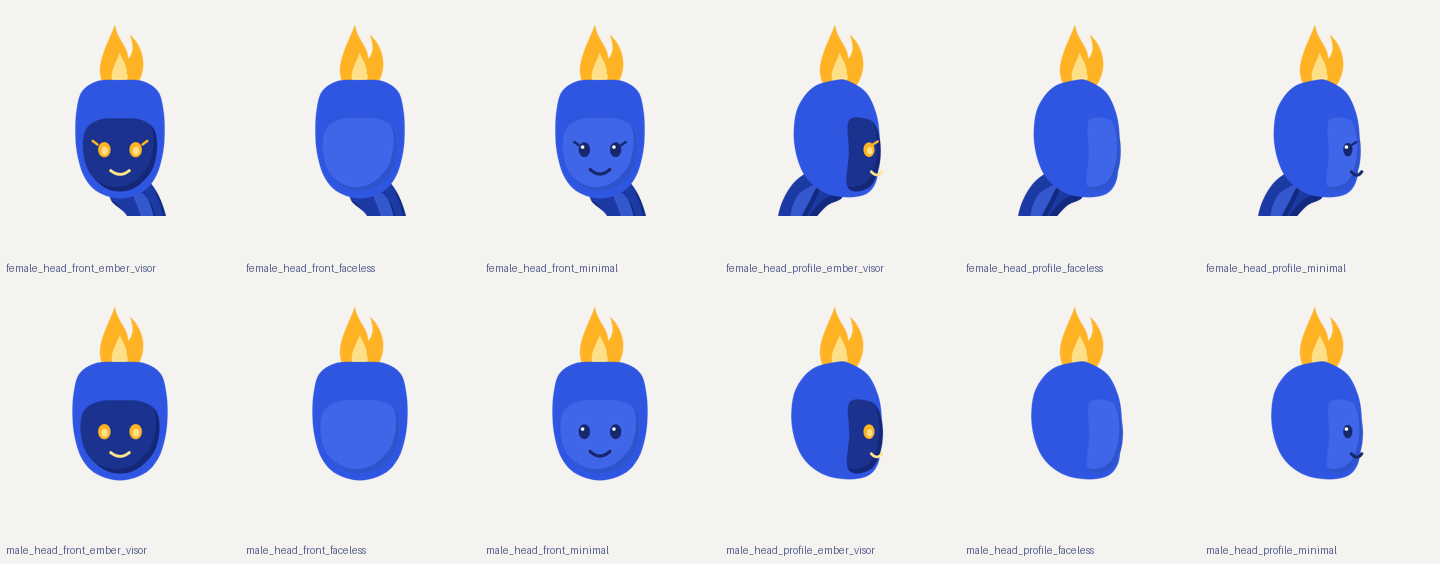 female_head_front_ember_visor
female_head_front_faceless
female_head_front_minimal
female_head_profile_ember_visor
female_head_profile_faceless
female_head_profile_minimal
male_head_front_ember_visor
male_head_front_faceless
male_head_front_minimal
male_head_profile_ember_visor
male_head_profile_faceless
male_head_profile_minimal